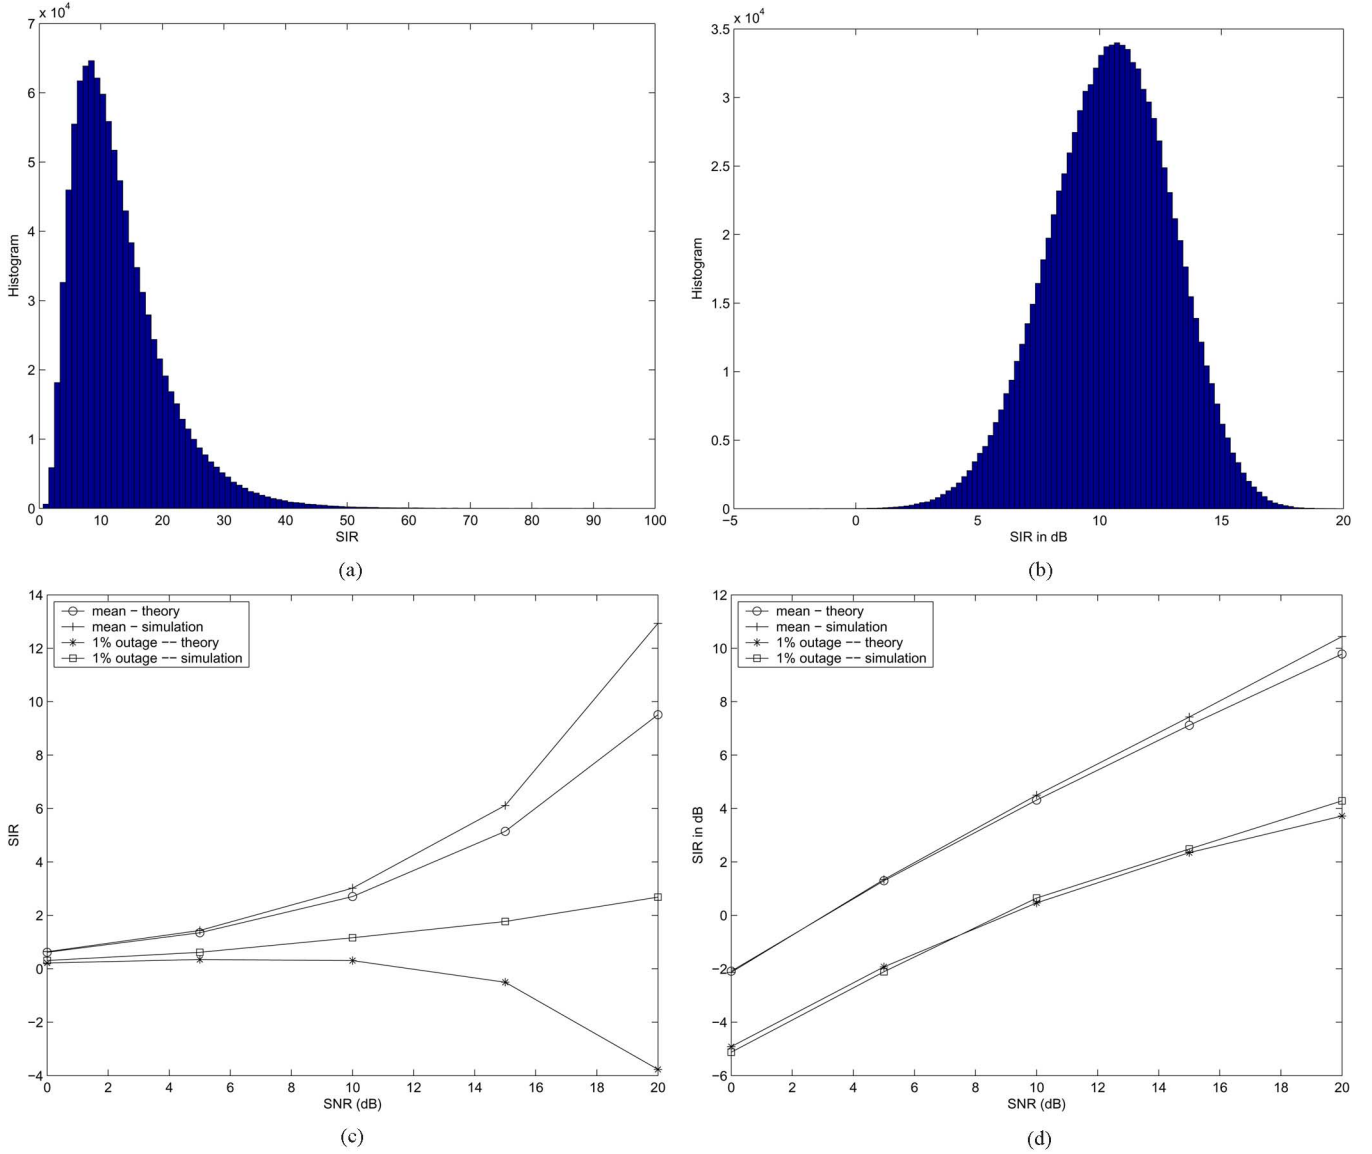 7 x 10⁴
6
5
4
3
2
1
0
Histogram
0 10 20 30 40 50 60 70 80 90 100
SIR
(a)
3.5 x 10⁴
3
2.5
2
1.5
1
0.5
0
Histogram
−5 0 5 10 15 20
SIR in dB
(b)
14
12
10
8
6
4
2
0
−2
−4
SIR
mean − theory
mean − simulation
1% outage −− theory
1% outage −− simulation
0 2 4 6 8 10 12 14 16 18 20
SNR (dB)
(c)
12
10
8
6
4
2
0
−2
−4
−6
SIR in dB
mean − theory
mean − simulation
1% outage −− theory
1% outage −− simulation
0 2 4 6 8 10 12 14 16 18 20
SNR (dB)
(d)